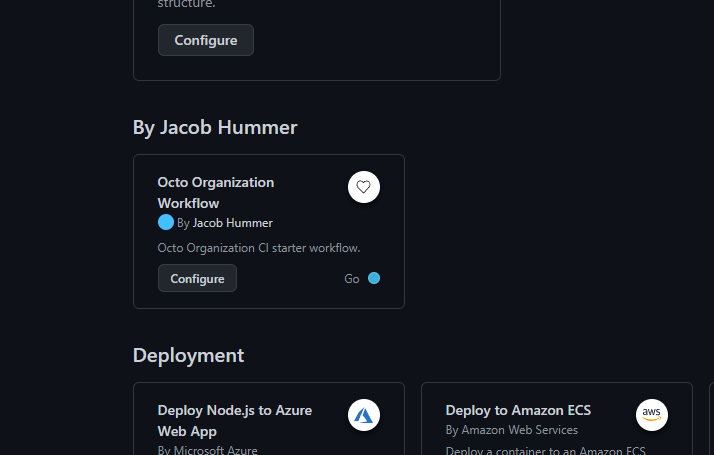 structure.
Configure
By Jacob Hummer
Octo Organization
Workflow
By Jacob Hummer
Octo Organization CI starter workflow.
Configure
Go
Deployment
Deploy Node.js to Azure
Web App
By Microsoft Azure
Deploy to Amazon ECS
aws
By Amazon Web Services
Deploy a container to an Amazon ECS